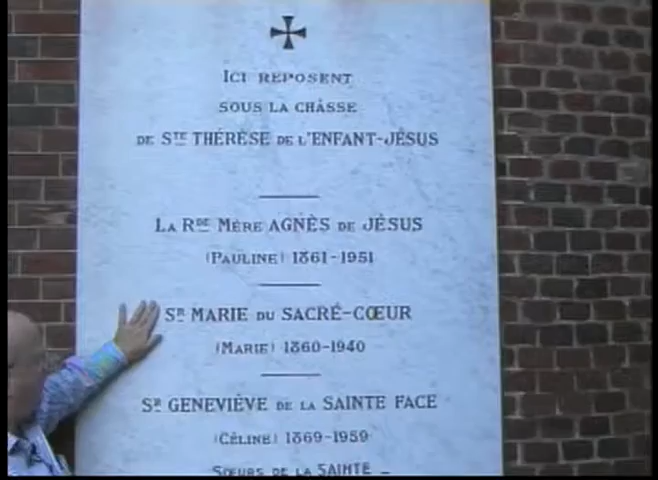 ICI REPOSENT
SOUS LA CHÂSSE
DE STE THÉRÈSE DE L'ENFANT-JÉSUS
LA RDE MÈRE AGNÈS DE JÉSUS
(PAULINE) 1861-1951
SR MARIE DU SACRÉ-CŒUR
(MARIE) 1860-1940
SR GENEVIÈVE DE LA SAINTE FACE
(CÉLINE) 1869-1959
SŒURS DE LA SAINTE _